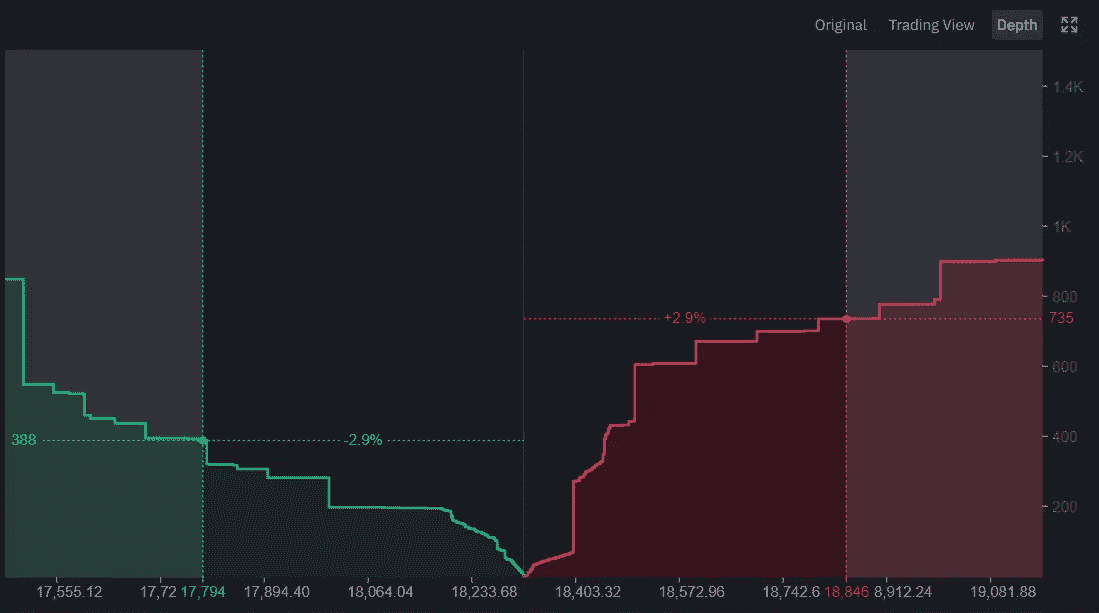 Original Trading View Depth
1.4K
1.2K
1K
800
+2.9% 735
600
388 -2.9% 400
200
17,555.12 17,72 17,794 17,894.40 18,064.04 18,233.68 18,403.32 18,572.96 18,742.6 18,846 8,912.24 19,081.88